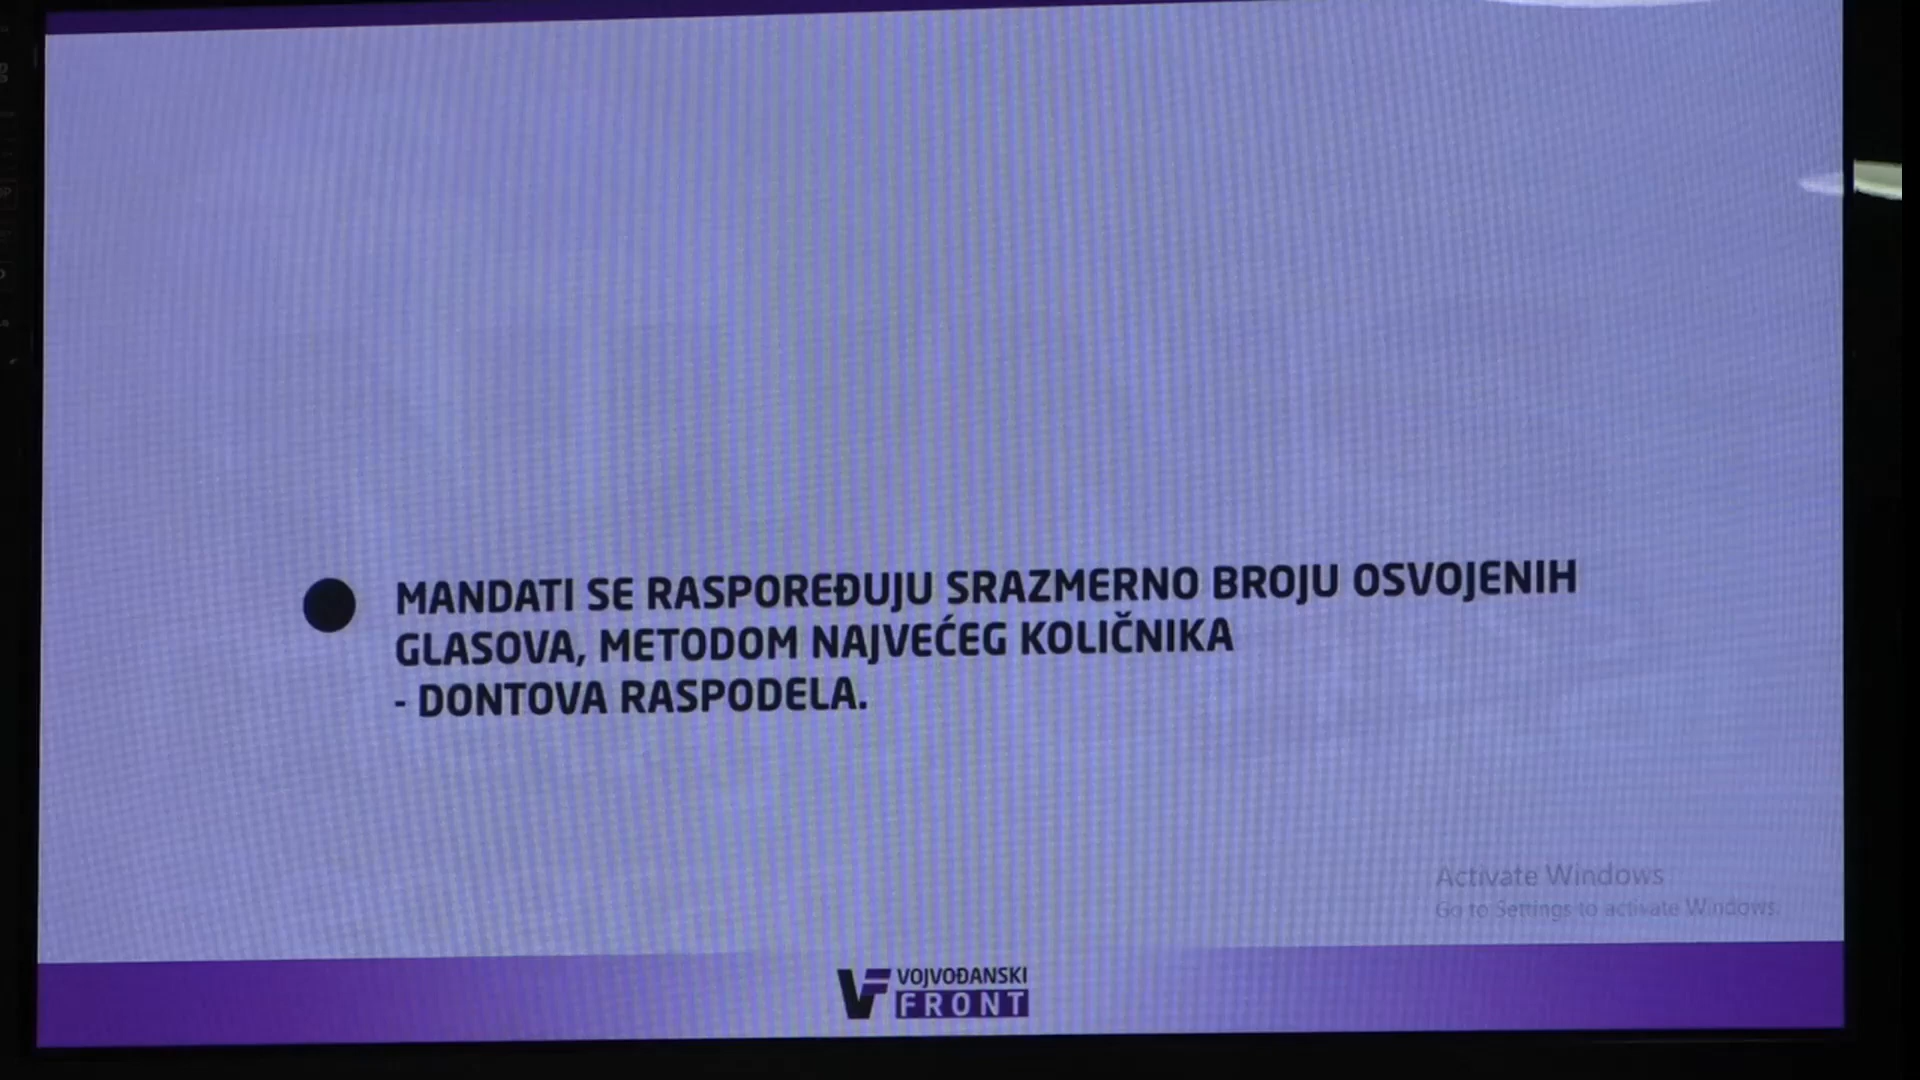 MANDATI SE RASPOREĐUJU SRAZMERNO BROJU OSVOJENIH
GLASOVA, METODOM NAJVEĆEG KOLIČNIKA
- DONTOVA RASPODELA.
Activate Windows
Go to Settings to activate Windows.
VF VOJVOĐANSKI
FRONT